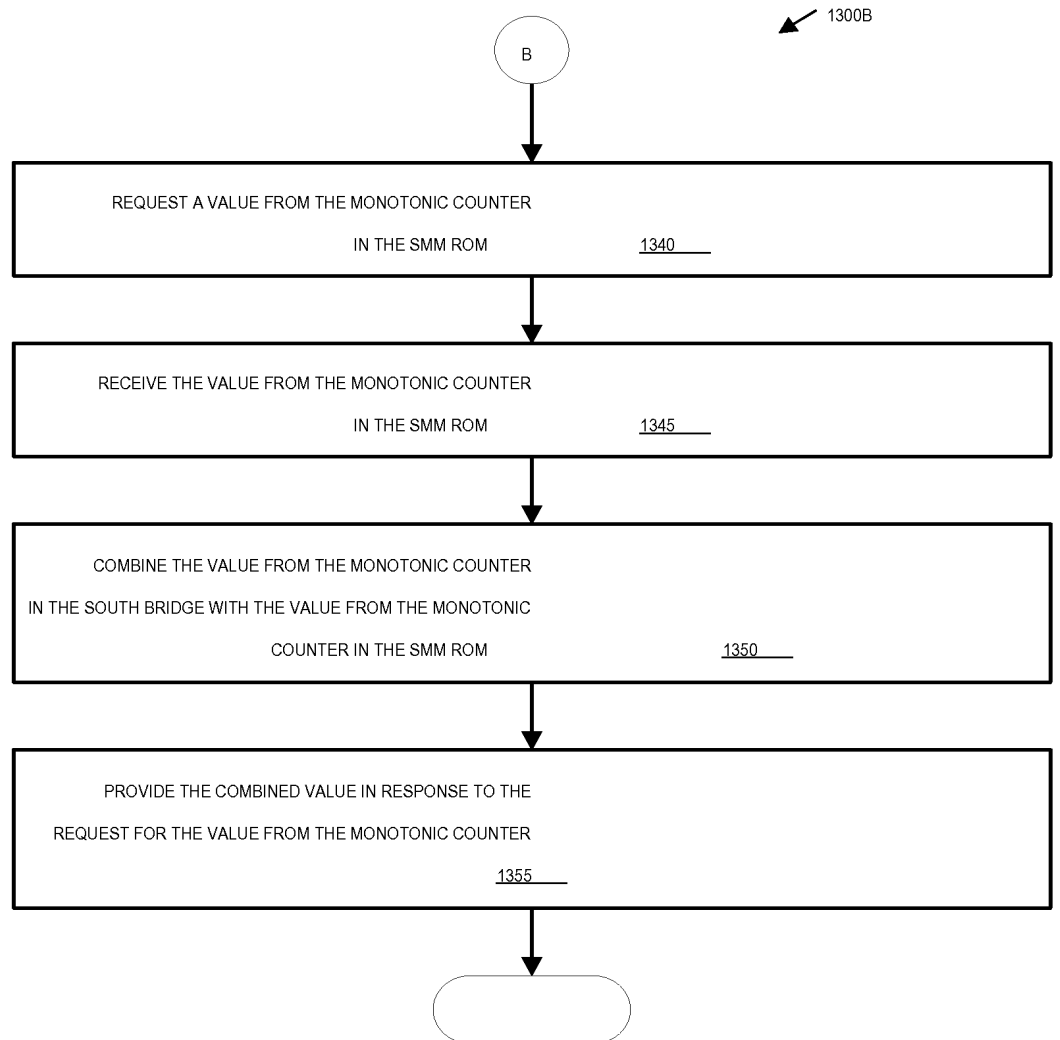 1300B
B
REQUEST A VALUE FROM THE MONOTONIC COUNTER
IN THE SMM ROM 1340
RECEIVE THE VALUE FROM THE MONOTONIC COUNTER
IN THE SMM ROM 1345
COMBINE THE VALUE FROM THE MONOTONIC COUNTER
IN THE SOUTH BRIDGE WITH THE VALUE FROM THE MONOTONIC
COUNTER IN THE SMM ROM 1350
PROVIDE THE COMBINED VALUE IN RESPONSE TO THE
REQUEST FOR THE VALUE FROM THE MONOTONIC COUNTER
1355